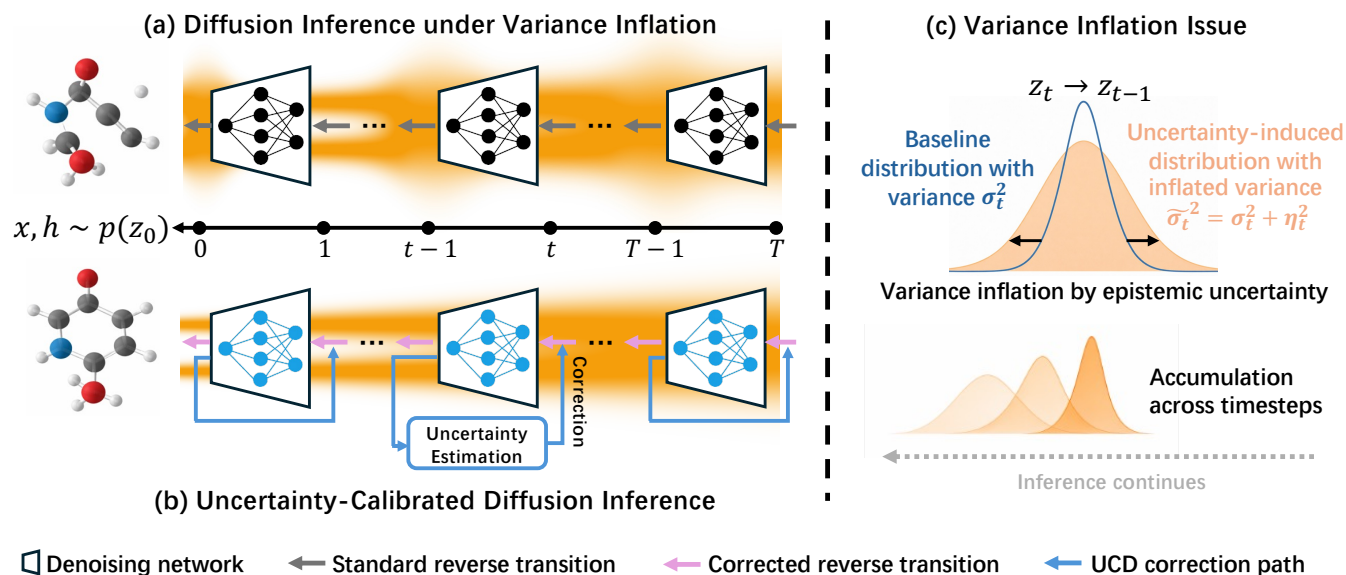 (a) Diffusion Inference under Variance Inflation
...
...
x, h ~ p(z₀)
0
1
t − 1
t
T − 1
T
...
...
Correction
Uncertainty
Estimation
(b) Uncertainty-Calibrated Diffusion Inference
(c) Variance Inflation Issue
z_t → z_{t−1}
Baseline
distribution with
variance σ_t^2
Uncertainty-induced
distribution with
inflated variance
\widetilde{σ_t}^2 = σ_t^2 + η_t^2
Variance inflation by epistemic uncertainty
Accumulation
across timesteps
Inference continues
Denoising network
Standard reverse transition
Corrected reverse transition
UCD correction path